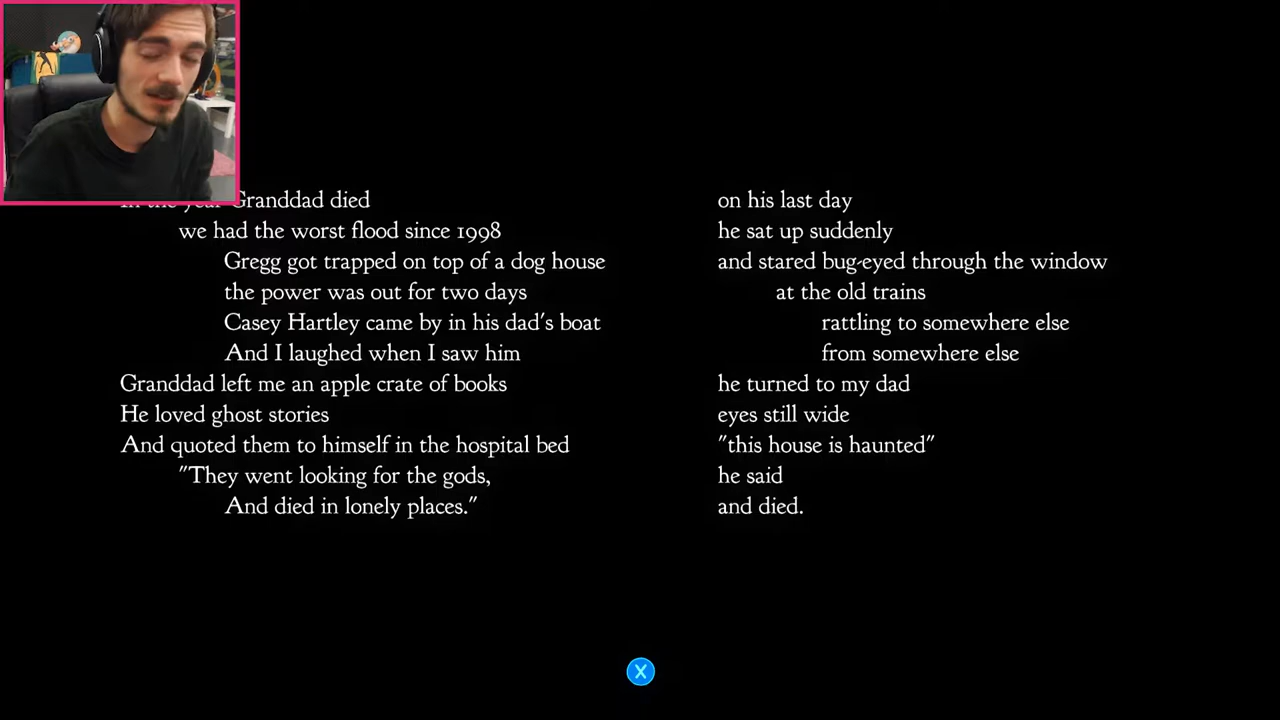 In the year Granddad died
we had the worst flood since 1998
Gregg got trapped on top of a dog house
the power was out for two days
Casey Hartley came by in his dad's boat
And I laughed when I saw him
Granddad left me an apple crate of books
He loved ghost stories
And quoted them to himself in the hospital bed
"They went looking for the gods,
And died in lonely places."
on his last day
he sat up suddenly
and stared bug-eyed through the window
at the old trains
rattling to somewhere else
from somewhere else
he turned to my dad
eyes still wide
"this house is haunted"
he said
and died.
X